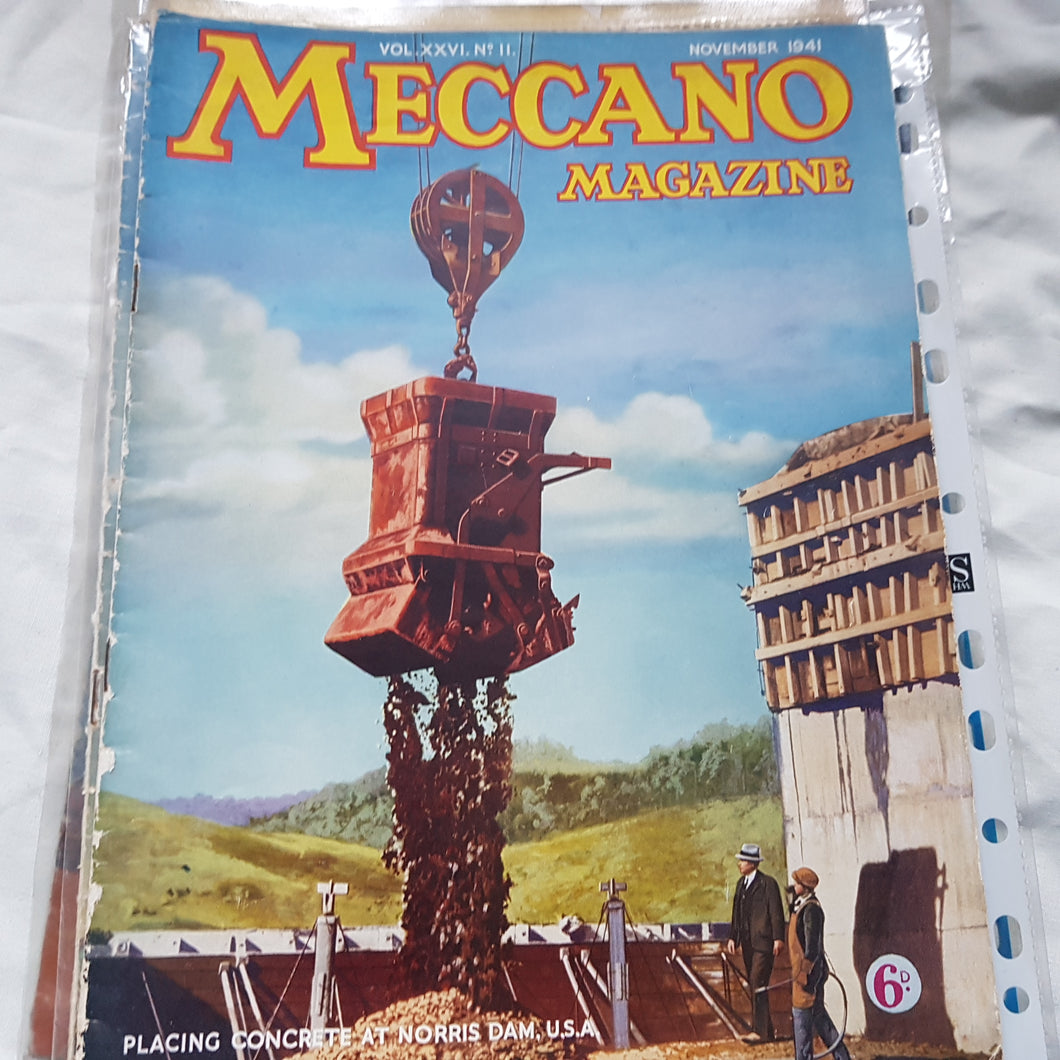 VOL. XXVI. Nº 11.
NOVEMBER 1941
MECCANO
MAGAZINE
6D.
PLACING CONCRETE AT NORRIS DAM, U.S.A.